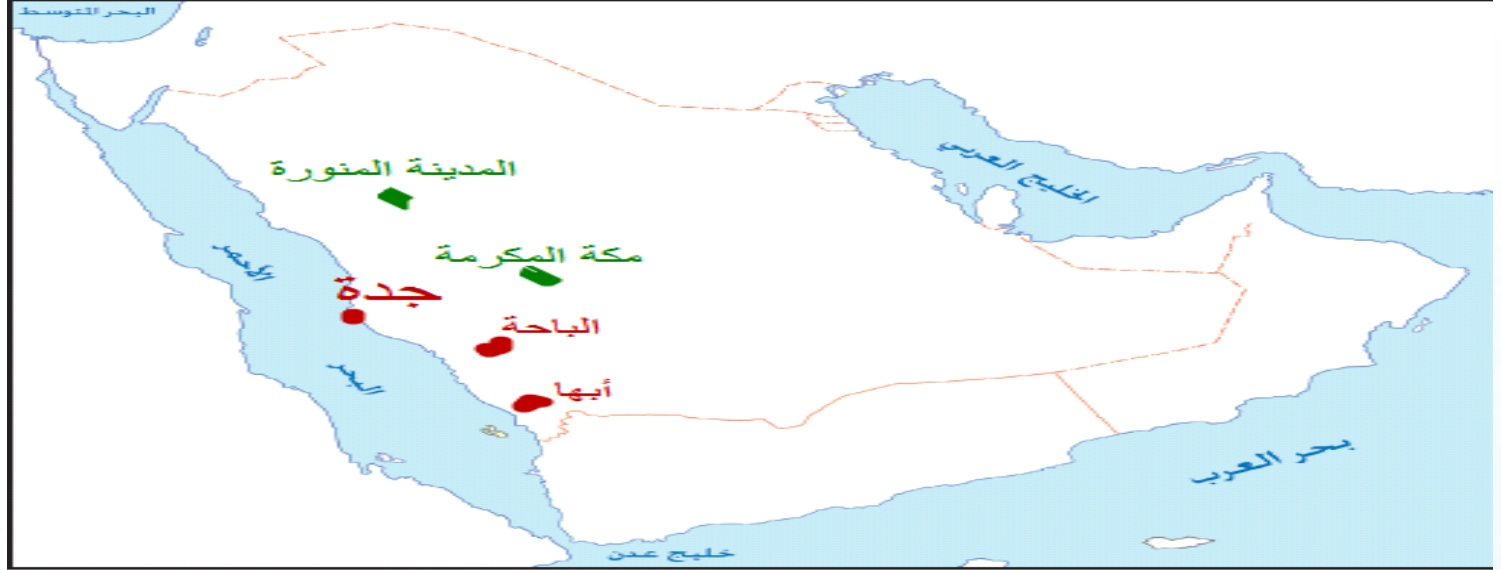 البحر المتوسط
المدينة المنورة
الخليج العربي
مكة المكرمة
الأحمر
جدة
الباحة
البحر
أبها
بحر العرب
خليج عدن